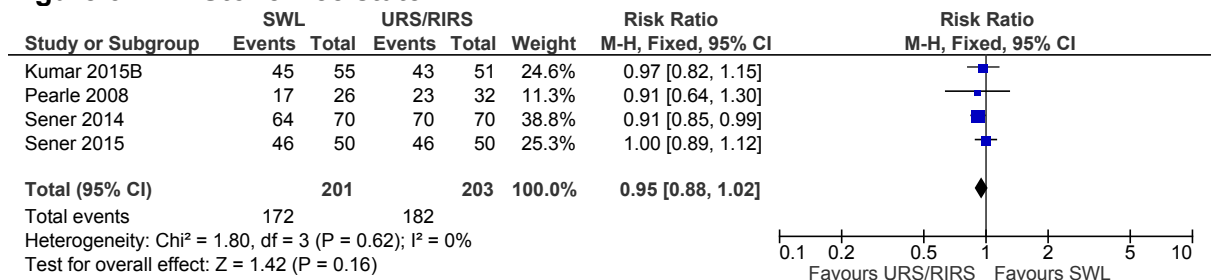 SWL URS/RIRS Risk Ratio Risk Ratio
Study or Subgroup Events Total Events Total Weight M-H, Fixed, 95% CI M-H, Fixed, 95% CI
Kumar 2015B 45 55 43 51 24.6% 0.97 [0.82, 1.15]
Pearle 2008 17 26 23 32 11.3% 0.91 [0.64, 1.30]
Sener 2014 64 70 70 70 38.8% 0.91 [0.85, 0.99]
Sener 2015 46 50 46 50 25.3% 1.00 [0.89, 1.12]
Total (95% CI) 201 203 100.0% 0.95 [0.88, 1.02]
Total events 172 182
Heterogeneity: Chi² = 1.80, df = 3 (P = 0.62); I² = 0%
Test for overall effect: Z = 1.42 (P = 0.16)
0.1 0.2 0.5 1 2 5 10
Favours URS/RIRS Favours SWL